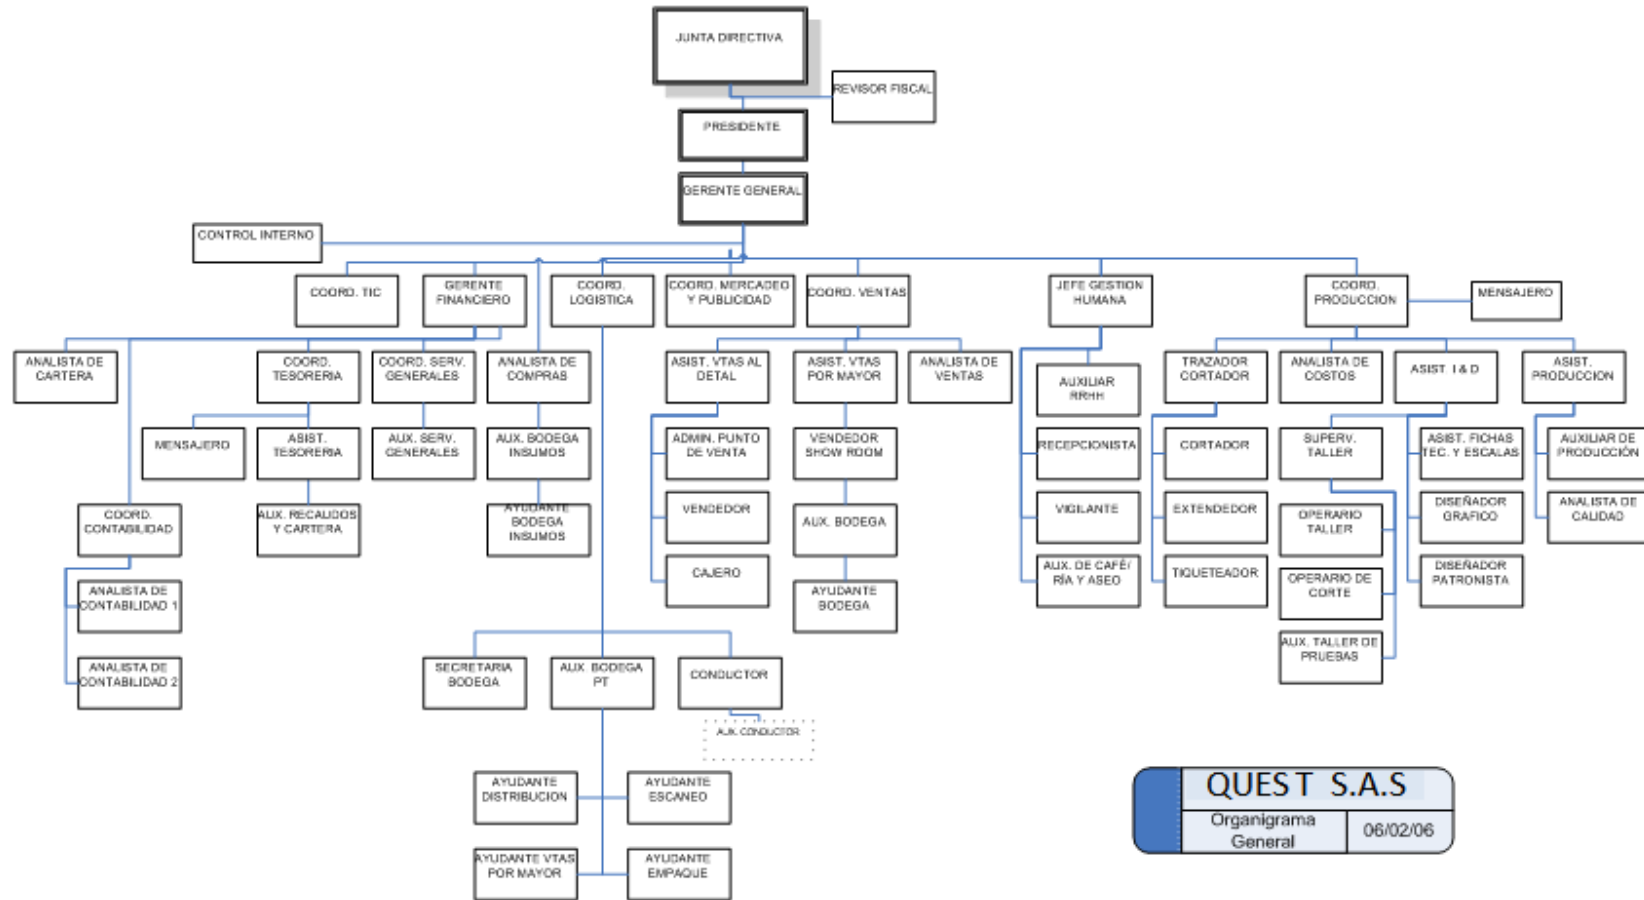 JUNTA DIRECTIVA
REVISOR FISCAL
PRESIDENTE
GERENTE GENERAL
CONTROL INTERNO
COORD. TIC
GERENTE
FINANCIERO
COORD.
LOGISTICA
COORD. MERCADEO
Y PUBLICIDAD
COORD. VENTAS
JEFE GESTION
HUMANA
COORD.
PRODUCCION
MENSAJERO
ANALISTA DE
CARTERA
COORD.
TESORERIA
COORD. SERV.
GENERALES
ANALISTA DE
COMPRAS
ASIST. VTAS AL
DETAL
ASIST. VTAS
POR MAYOR
ANALISTA DE
VENTAS
AUXILIAR
RRHH
TRAZADOR
CORTADOR
ANALISTA DE
COSTOS
ASIST I & D
ASIST.
PRODUCCION
MENSAJERO
ASIST.
TESORERIA
AUX. SERV.
GENERALES
AUX. BODEGA
INSUMOS
ADMIN. PUNTO
DE VENTA
VENDEDOR
SHOW ROOM
RECEPCIONISTA
CORTADOR
SUPERV.
TALLER
ASIST. FICHAS
TEC. Y ESCALAS
AUXILIAR DE
PRODUCCIÓN
COORD.
CONTABILIDAD
AUX. RECAUDOS
Y CARTERA
AYUDANTE
BODEGA
INSUMOS
VENDEDOR
AUX. BODEGA
VIGILANTE
EXTENDEDOR
OPERARIO
TALLER
DISEÑADOR
GRAFICO
ANALISTA DE
CALIDAD
ANALISTA DE
CONTABILIDAD 1
CAJERO
AYUDANTE
BODEGA
AUX. DE CAFÉ/
RÍA Y ASEO
TIQUETEADOR
OPERARIO DE
CORTE
DISEÑADOR
PATRONISTA
ANALISTA DE
CONTABILIDAD 2
SECRETARIA
BODEGA
AUX BODEGA
PT
CONDUCTOR
AUX. TALLER DE
PRUEBAS
AUX. CONDUCTOR
AYUDANTE
DISTRIBUCION
AYUDANTE
ESCANEO
AYUDANTE VTAS
POR MAYOR
AYUDANTE
EMPAQUE
QUEST S.A.S
Organigrama
General
06/02/06